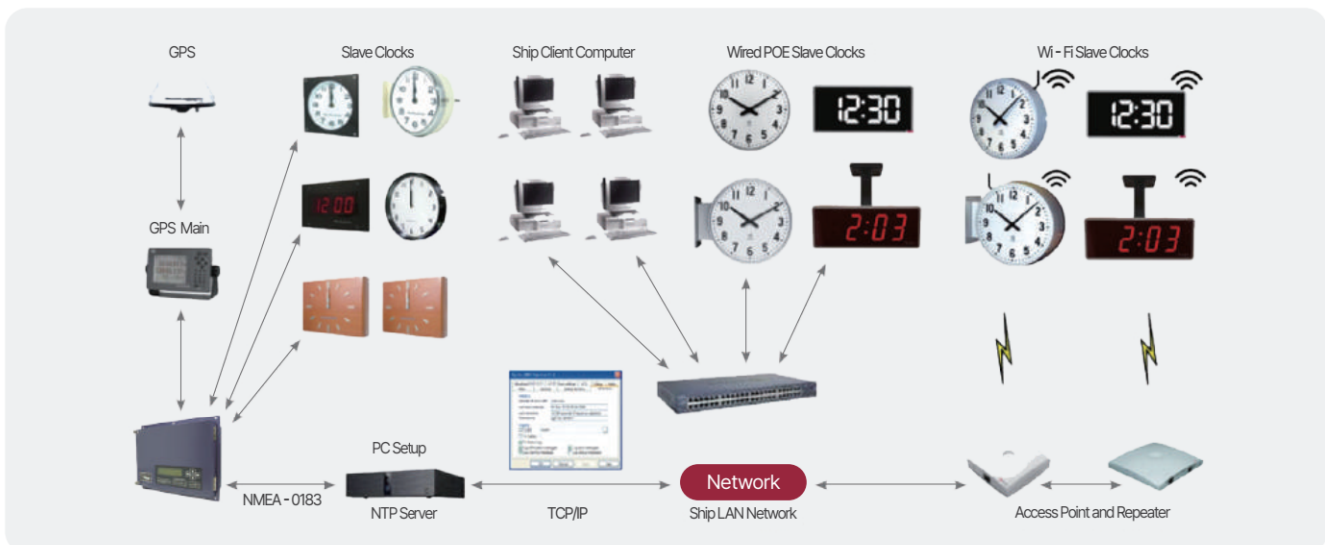 GPS
Slave Clocks
Ship Client Computer
Wired POE Slave Clocks
Wi - Fi Slave Clocks
12:30
12:30
GPS Main
12:00
2:03
2:03
PC Setup
Network
NMEA - 0183
NTP Server
TCP/IP
Ship LAN Network
Access Point and Repeater